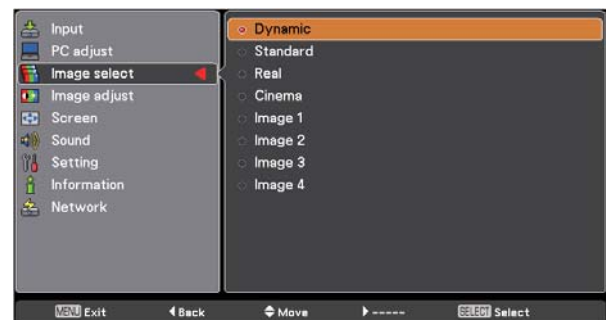 Input
PC adjust
Image select
Image adjust
Screen
Sound
Setting
Information
Network
Dynamic
Standard
Real
Cinema
Image 1
Image 2
Image 3
Image 4
MENU Exit Back Move ----- SELECT Select